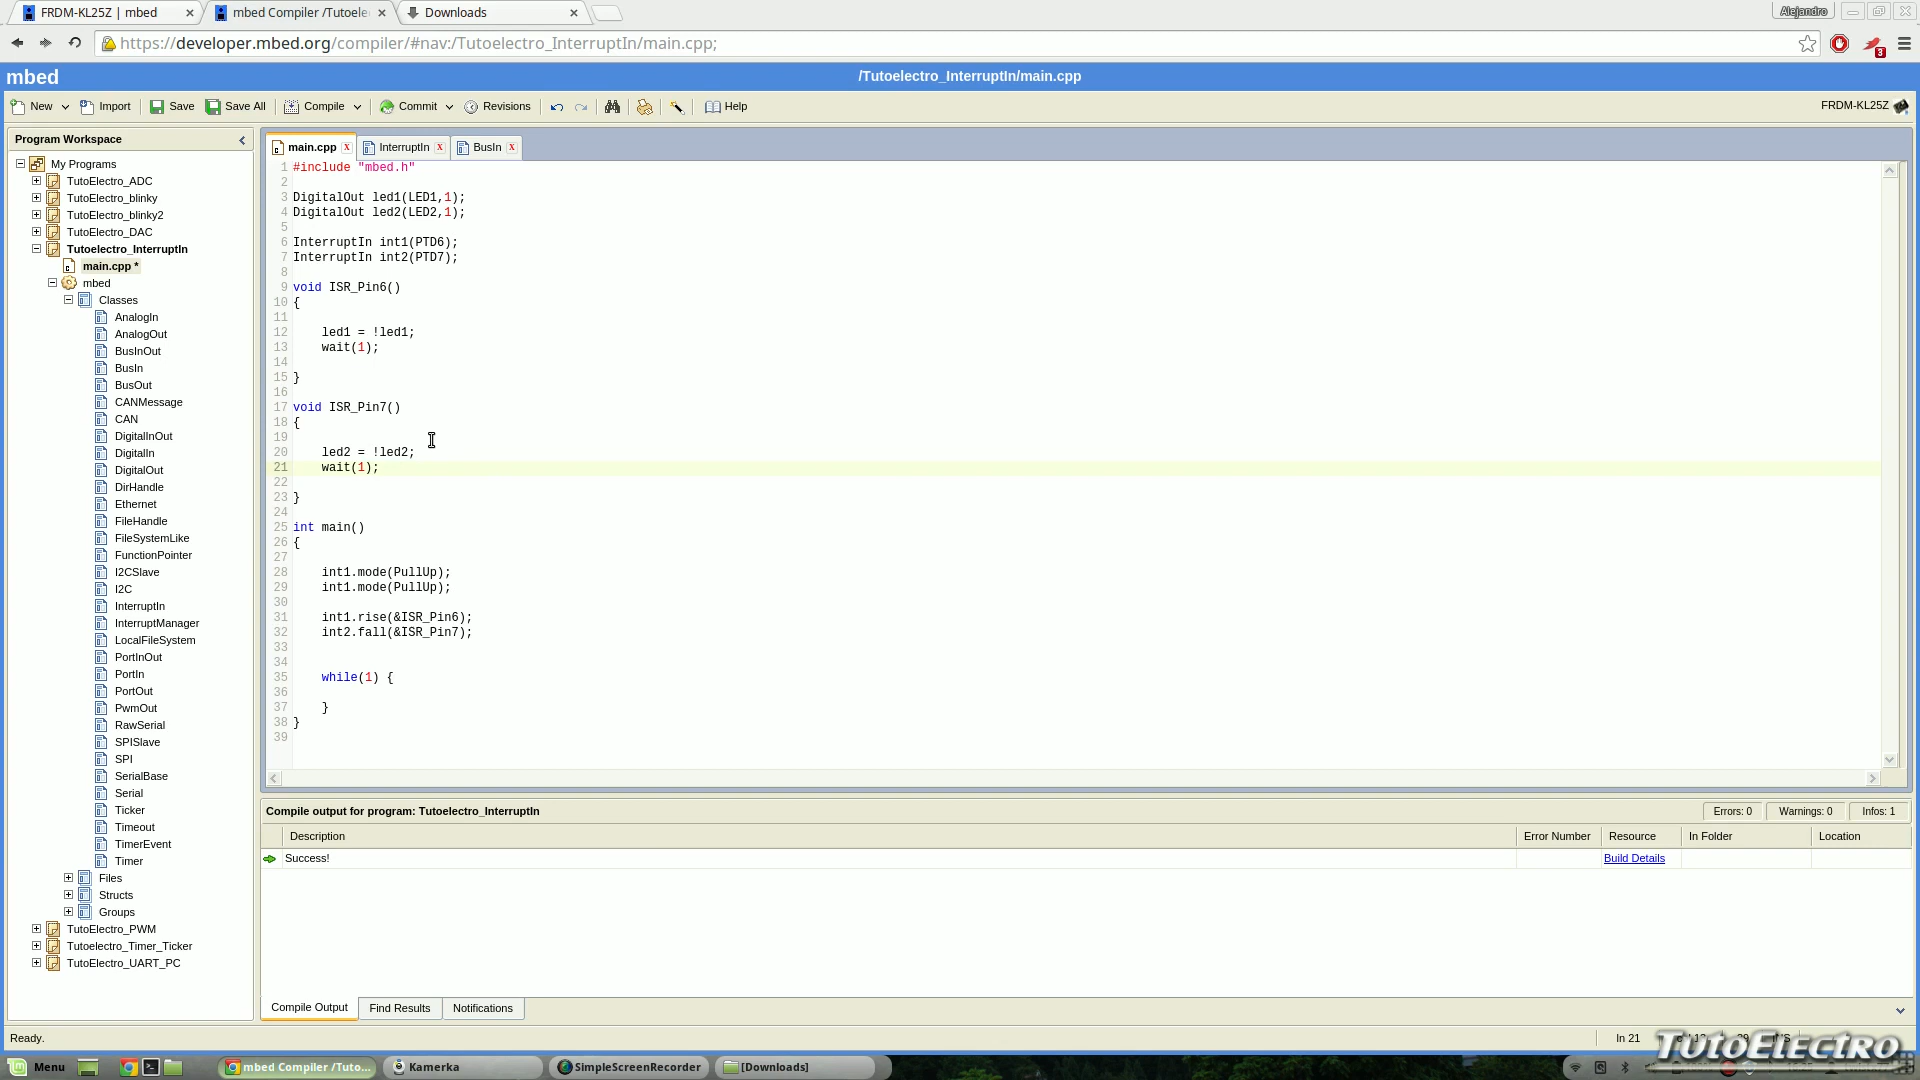 FRDM-KL25Z | mbed
mbed Compiler /Tutoele
Downloads
Alejandro
https://developer.mbed.org/compiler/#nav:/Tutoelectro_InterruptIn/main.cpp;
3
mbed
/Tutoelectro_InterruptIn/main.cpp
New
Import
Save
Save All
Compile
Commit
Revisions
Help
FRDM-KL25Z
Program Workspace
My Programs
TutoElectro_ADC
TutoElectro_blinky
TutoElectro_blinky2
TutoElectro_DAC
Tutoelectro_InterruptIn
main.cpp *
mbed
Classes
AnalogIn
AnalogOut
BusInOut
BusIn
BusOut
CANMessage
CAN
DigitalInOut
DigitalIn
DigitalOut
DirHandle
Ethernet
FileHandle
FileSystemLike
FunctionPointer
I2CSlave
I2C
InterruptIn
InterruptManager
LocalFileSystem
PortInOut
PortIn
PortOut
PwmOut
RawSerial
SPISlave
SPI
SerialBase
Serial
Ticker
Timeout
TimerEvent
Timer
Files
Structs
Groups
TutoElectro_PWM
Tutoelectro_Timer_Ticker
TutoElectro_UART_PC
main.cpp
InterruptIn
BusIn
1 #include "mbed.h"
2
3 DigitalOut led1(LED1,1);
4 DigitalOut led2(LED2,1);
5
6 InterruptIn int1(PTD6);
7 InterruptIn int2(PTD7);
8
9 void ISR_Pin6()
10 {
11
12 led1 = !led1;
13 wait(1);
14
15 }
16
17 void ISR_Pin7()
18 {
19
20 led2 = !led2;
21 wait(1);
22
23 }
24
25 int main()
26 {
27
28 int1.mode(PullUp);
29 int1.mode(PullUp);
30
31 int1.rise(&ISR_Pin6);
32 int2.fall(&ISR_Pin7);
33
34
35 while(1) {
36
37 }
38 }
39
Compile output for program: Tutoelectro_InterruptIn
Errors: 0
Warnings: 0
Infos: 1
Description
Error Number
Resource
In Folder
Location
Success!
Build Details
Compile Output
Find Results
Notifications
Ready.
ln 21
TUTOELECTRO
Menu
mbed Compiler /Tuto...
Kamerka
SimpleScreenRecorder
[Downloads]